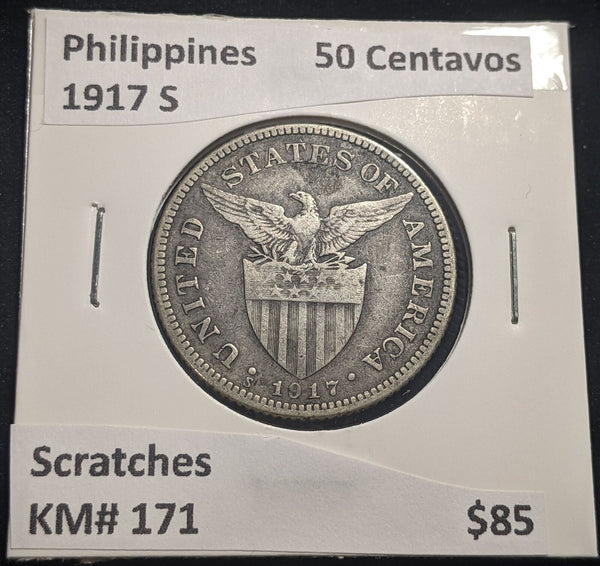 Philippines 50 Centavos
1917 S
UNITED STATES OF AMERICA
S • 1917 •
Scratches
KM# 171 $85